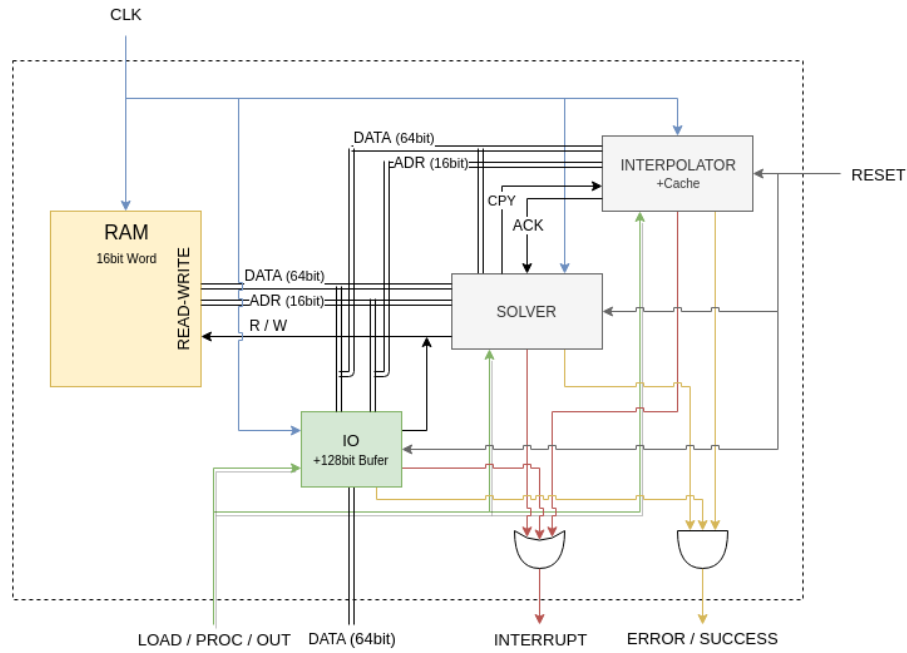 CLK
DATA (64bit)
ADR (16bit)
INTERPOLATOR
+Cache
RESET
CPY
ACK
RAM
16bit Word
READ-WRITE
DATA (64bit)
ADR (16bit)
R / W
SOLVER
IO
+128bit Bufer
LOAD / PROC / OUT
DATA (64bit)
INTERRUPT
ERROR / SUCCESS